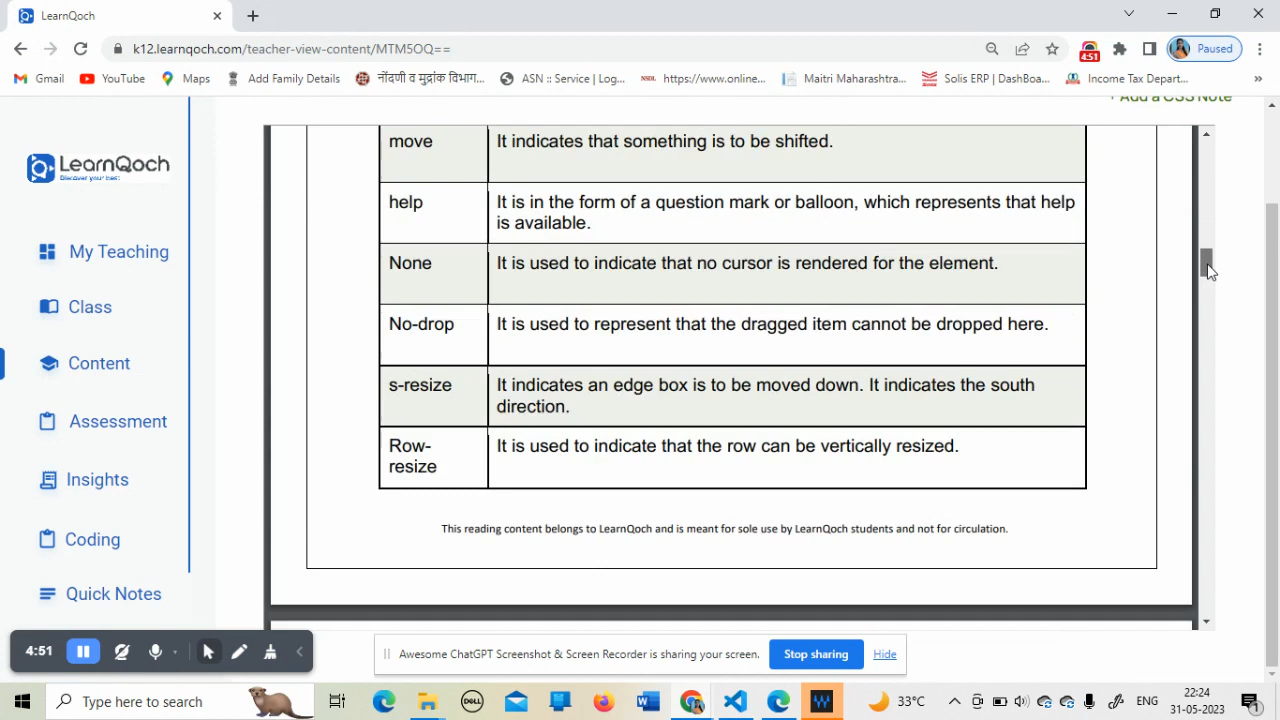 LearnQoch
k12.learnqoch.com/teacher-view-content/MTM5OQ==
4:51
Paused
Gmail
YouTube
Maps
Add Family Details
नोंदणी व मुद्रांक विभाग...
ASN :: Service | Log...
NSDL
https://www.online...
Maitri Maharashtra...
Solis ERP | DashBoa...
Income Tax Depart...
»
+ Add a CSS Note
LearnQoch
Discover your best
My Teaching
Class
Content
Assessment
Insights
Coding
Quick Notes
move
It indicates that something is to be shifted.
help
It is in the form of a question mark or balloon, which represents that help
is available.
None
It is used to indicate that no cursor is rendered for the element.
No-drop
It is used to represent that the dragged item cannot be dropped here.
s-resize
It indicates an edge box is to be moved down. It indicates the south
direction.
Row-
resize
It is used to indicate that the row can be vertically resized.
This reading content belongs to LearnQoch and is meant for sole use by LearnQoch students and not for circulation.
4:51
Awesome ChatGPT Screenshot & Screen Recorder is sharing your screen.
Stop sharing
Hide
Type here to search
DELL
33°C
ENG
22:24
31-05-2023
1